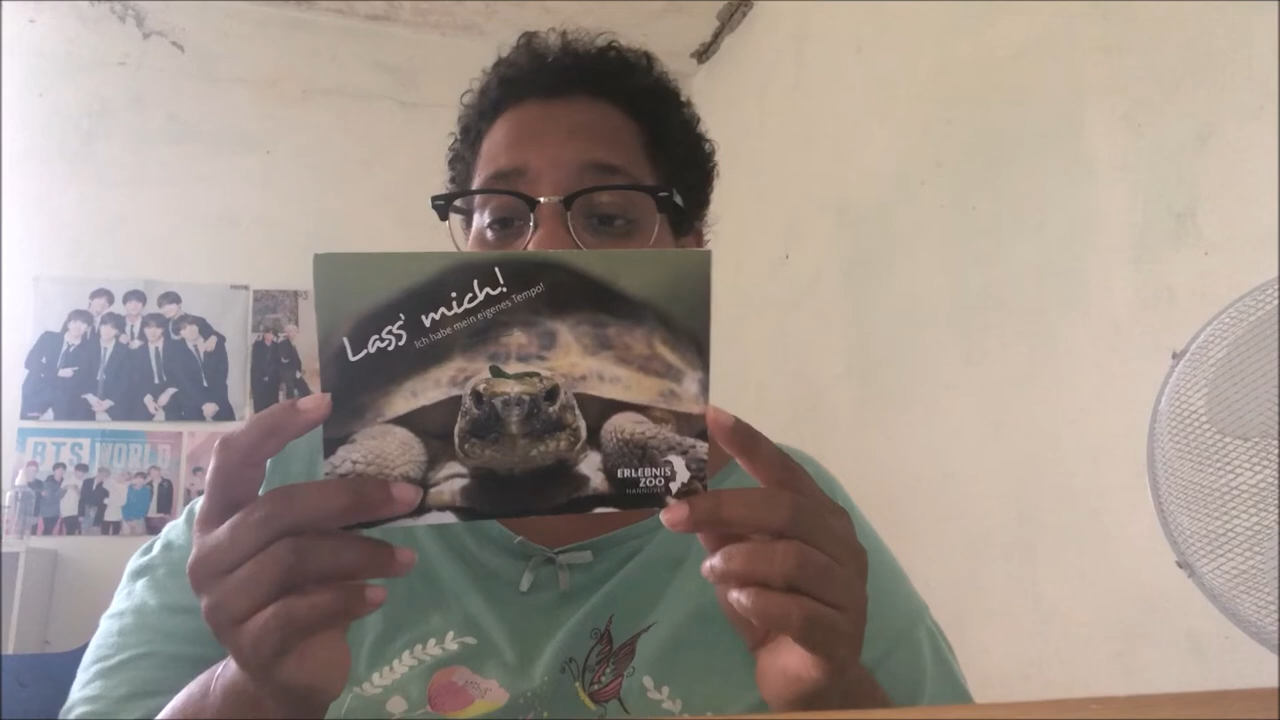 Lass' mich!
Ich habe mein eigenes Tempo!
ERLEBNIS
ZOO
HANNOVER
BTS WORLD